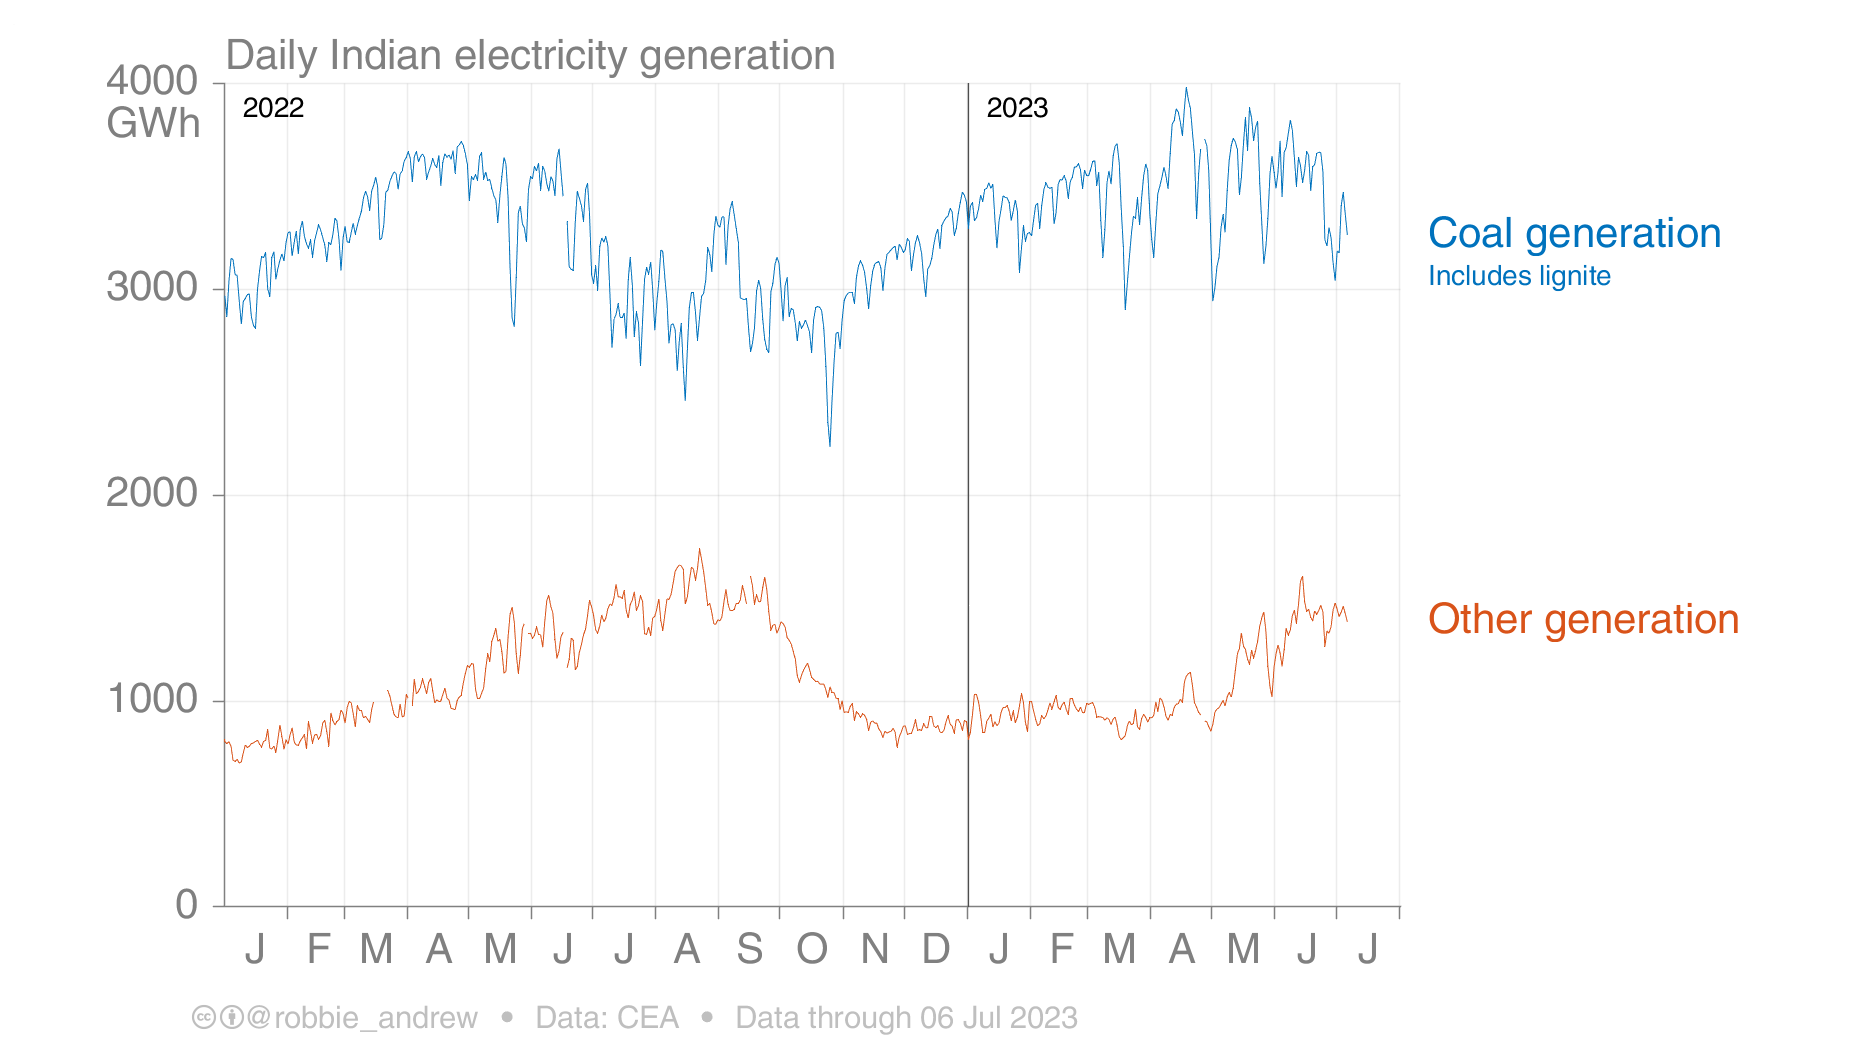 Daily Indian electricity generation
4000
GWh
2022
2023
3000
2000
1000
0
Coal generation
Includes lignite
Other generation
J F M A M J J A S O N D J F M A M J J
cc @robbie_andrew • Data: CEA • Data through 06 Jul 2023